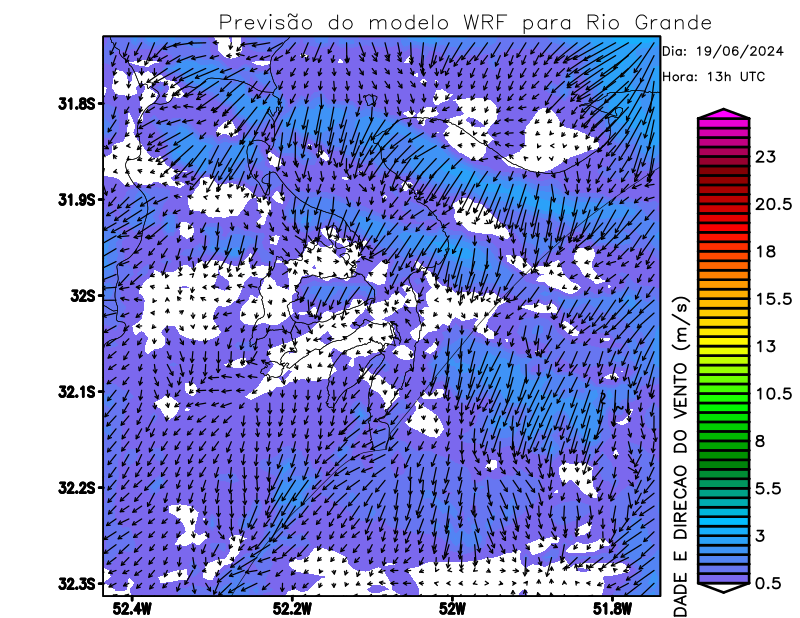 Previsão do modelo WRF para Rio Grande
Dia: 19/06/2024
Hora: 13h UTC
31.8S
31.9S
32S
32.1S
32.2S
32.3S
52.4W
52.2W
52W
51.8W
23
20.5
18
15.5
13
10.5
8
5.5
3
0.5
DADE E DIRECAO DO VENTO (m/s)